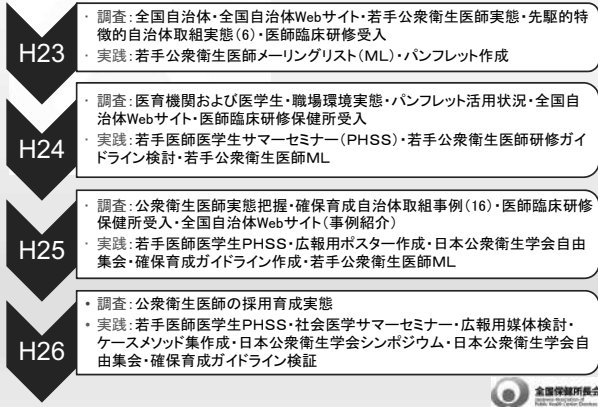 H23
・ 調査:全国自治体・全国自治体Webサイト・若手公衆衛生医師実態・先駆的特
徴的自治体取組実態(6)・医師臨床研修受入
・ 実践:若手公衆衛生医師メーリングリスト(ML)・パンフレット作成
H24
・ 調査:医育機関および医学生・職場環境実態・パンフレット活用状況・全国自
治体Webサイト・医師臨床研修保健所受入
・ 実践:若手医師医学生サマーセミナー(PHSS)・若手公衆衛生医師研修ガイ
ドライン検討・若手公衆衛生医師ML
H25
・ 調査:公衆衛生医師実態把握・確保育成自治体取組事例(16)・医師臨床研修
保健所受入・全国自治体Webサイト(事例紹介)
・ 実践:若手医師医学生PHSS・広報用ポスター作成・日本公衆衛生学会自由
集会・確保育成ガイドライン作成・若手公衆衛生医師ML
H26
• 調査:公衆衛生医師の採用育成実態
• 実践:若手医師医学生PHSS・社会医学サマーセミナー・広報用媒体検討・
ケースメソッド集作成・日本公衆衛生学会シンポジウム・日本公衆衛生学会自
由集会・確保育成ガイドライン検証
全国保健所長会
Japanese Association of
Public Health Center Directors